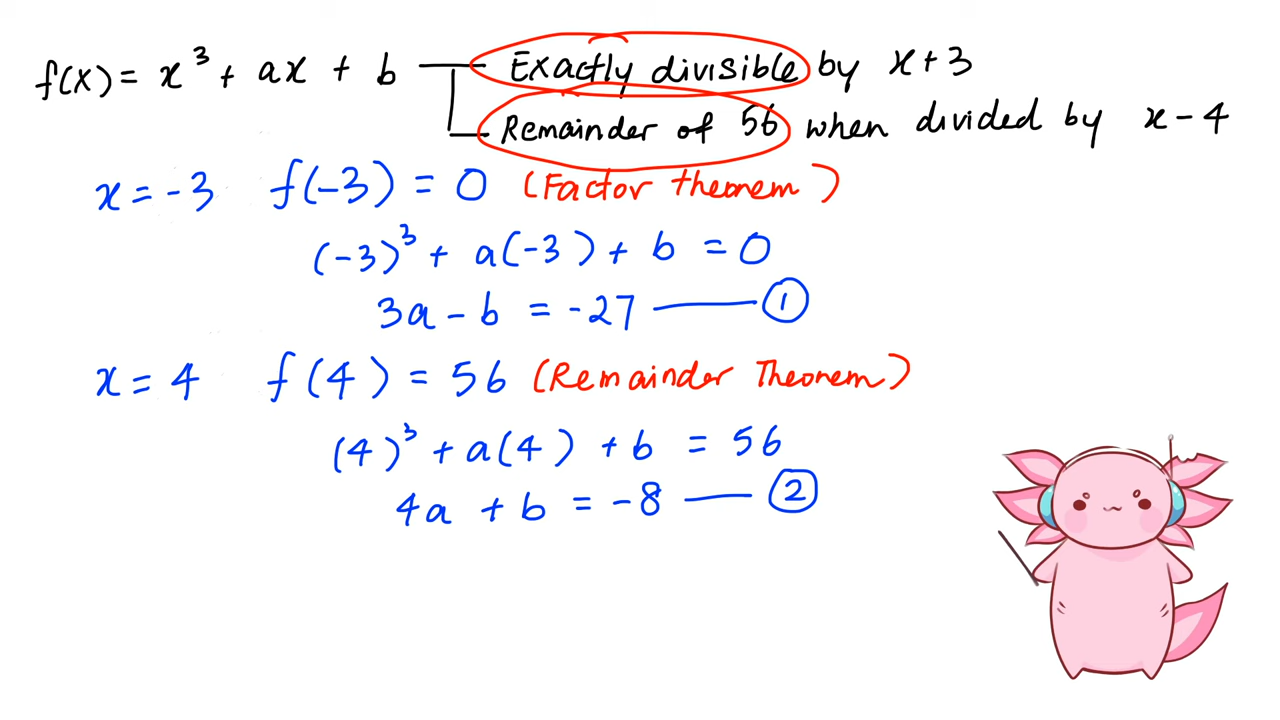 f(x) = x³ + ax + b — Exactly divisible by x + 3
Remainder of 56 when divided by x - 4
x = -3 f(-3) = 0 (Factor theorem)
(-3)³ + a(-3) + b = 0
3a - b = -27 — ①
x = 4 f(4) = 56 (Remainder Theorem)
(4)³ + a(4) + b = 56
4a + b = -8 — ②